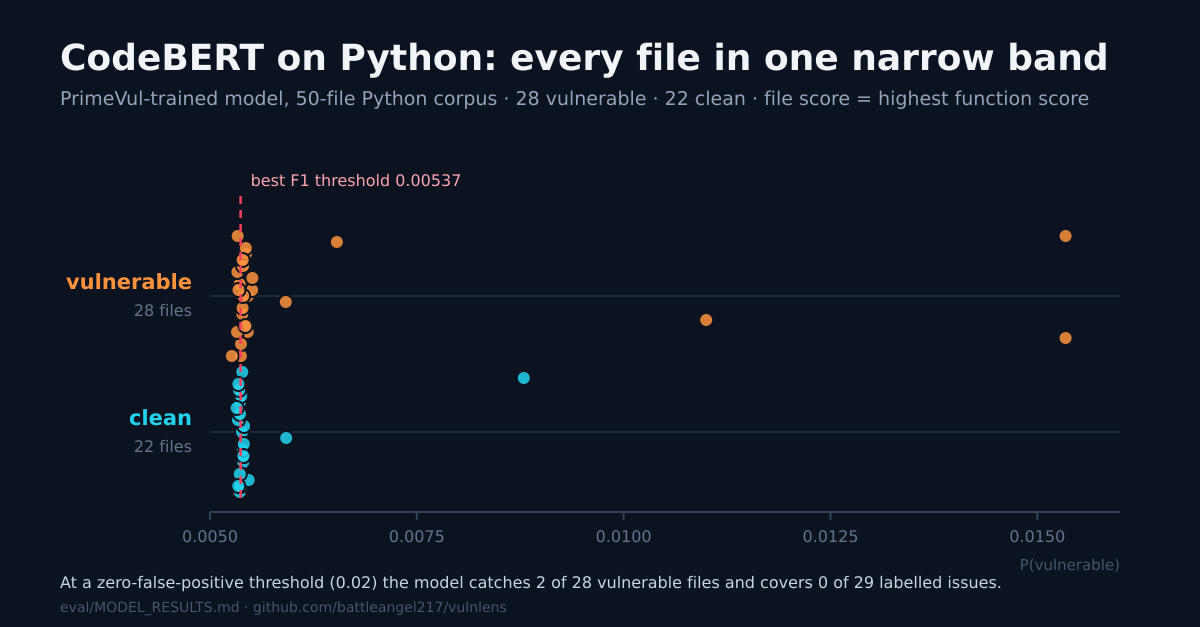 CodeBERT on Python: every file in one narrow band
PrimeVul-trained model, 50-file Python corpus · 28 vulnerable · 22 clean · file score = highest function score
best F1 threshold 0.00537
vulnerable
28 files
clean
22 files
0.0050 0.0075 0.0100 0.0125 0.0150
P(vulnerable)
At a zero-false-positive threshold (0.02) the model catches 2 of 28 vulnerable files and covers 0 of 29 labelled issues.
eval/MODEL_RESULTS.md · github.com/battleangel217/vulnlens